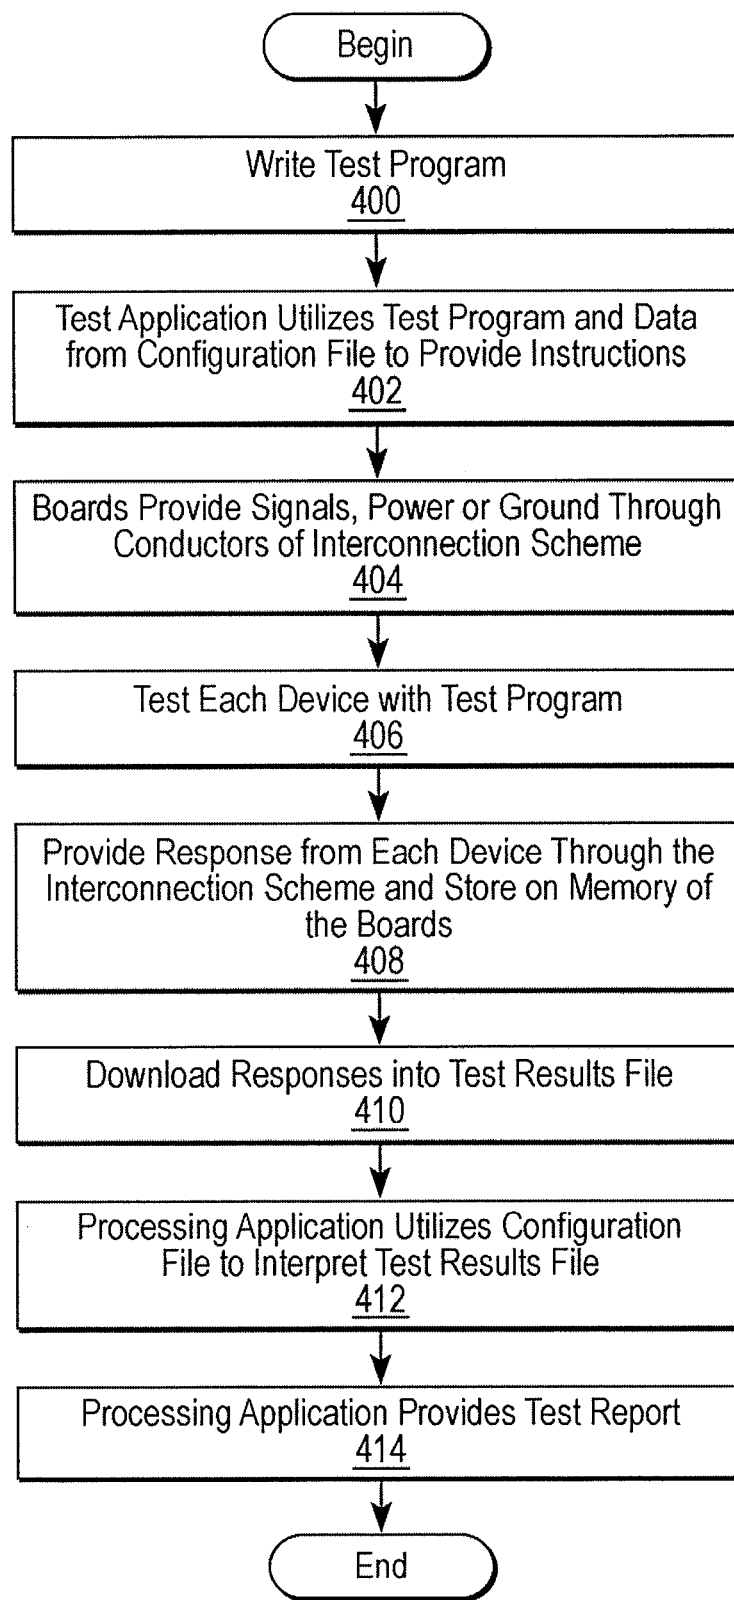 Begin
Write Test Program
400
Test Application Utilizes Test Program and Data
from Configuration File to Provide Instructions
402
Boards Provide Signals, Power or Ground Through
Conductors of Interconnection Scheme
404
Test Each Device with Test Program
406
Provide Response from Each Device Through the
Interconnection Scheme and Store on Memory of
the Boards
408
Download Responses into Test Results File
410
Processing Application Utilizes Configuration
File to Interpret Test Results File
412
Processing Application Provides Test Report
414
End